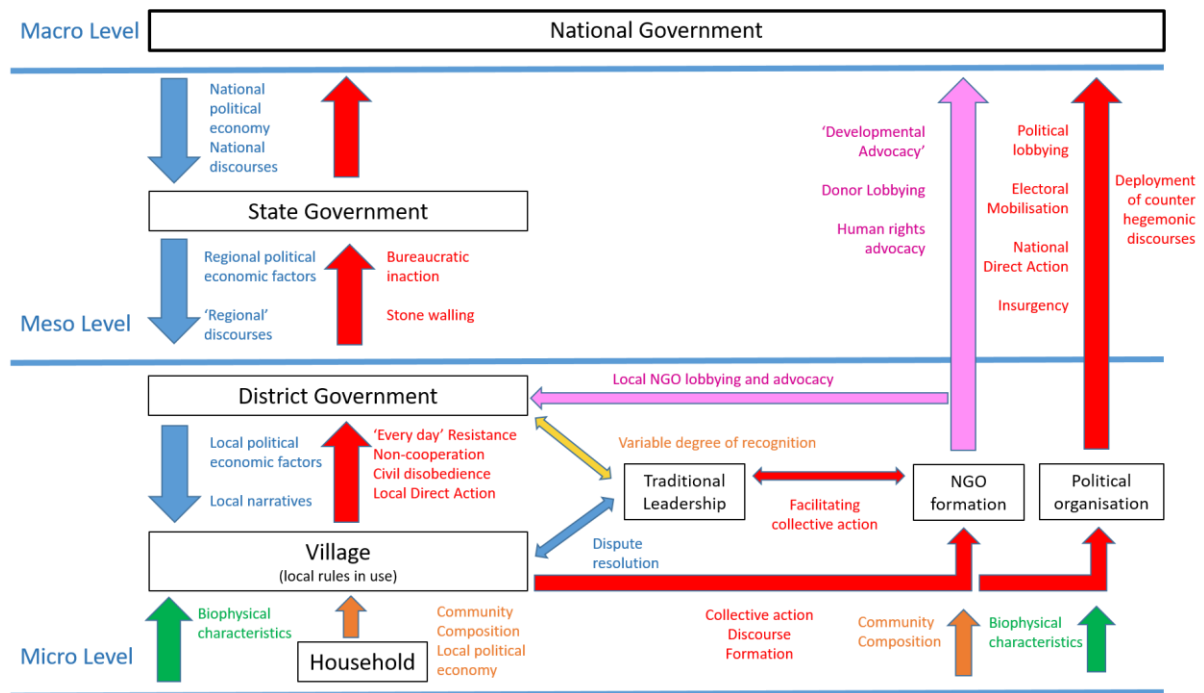 Macro Level
National Government
National
political
economy
National
discourses
'Developmental
Advocacy'
Donor Lobbying
Human rights
advocacy
Political
lobbying
Electoral
Mobilisation
National
Direct Action
Insurgency
Deployment
of counter
hegemonic
discourses
State Government
Regional political
economic factors
'Regional'
discourses
Bureaucratic
inaction
Stone walling
Meso Level
District Government
Local NGO lobbying and advocacy
Local political
economic factors
Local narratives
'Every day' Resistance
Non-cooperation
Civil disobedience
Local Direct Action
Variable degree of recognition
Traditional
Leadership
Facilitating
collective action
NGO
formation
Political
organisation
Village
(local rules in use)
Dispute
resolution
Biophysical
characteristics
Community
Composition
Local political
economy
Household
Collective action
Discourse
Formation
Community
Composition
Biophysical
characteristics
Micro Level